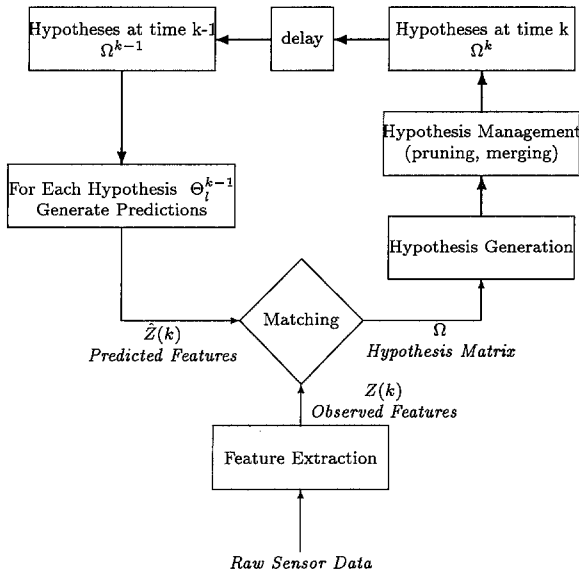 Hypotheses at time k-1
Ω^{k−1}
delay
Hypotheses at time k
Ω^k
Hypothesis Management
(pruning, merging)
For Each Hypothesis Θ_l^{k−1}
Generate Predictions
Hypothesis Generation
Matching
Ẑ(k)
Predicted Features
Ω
Hypothesis Matrix
Z(k)
Observed Features
Feature Extraction
Raw Sensor Data